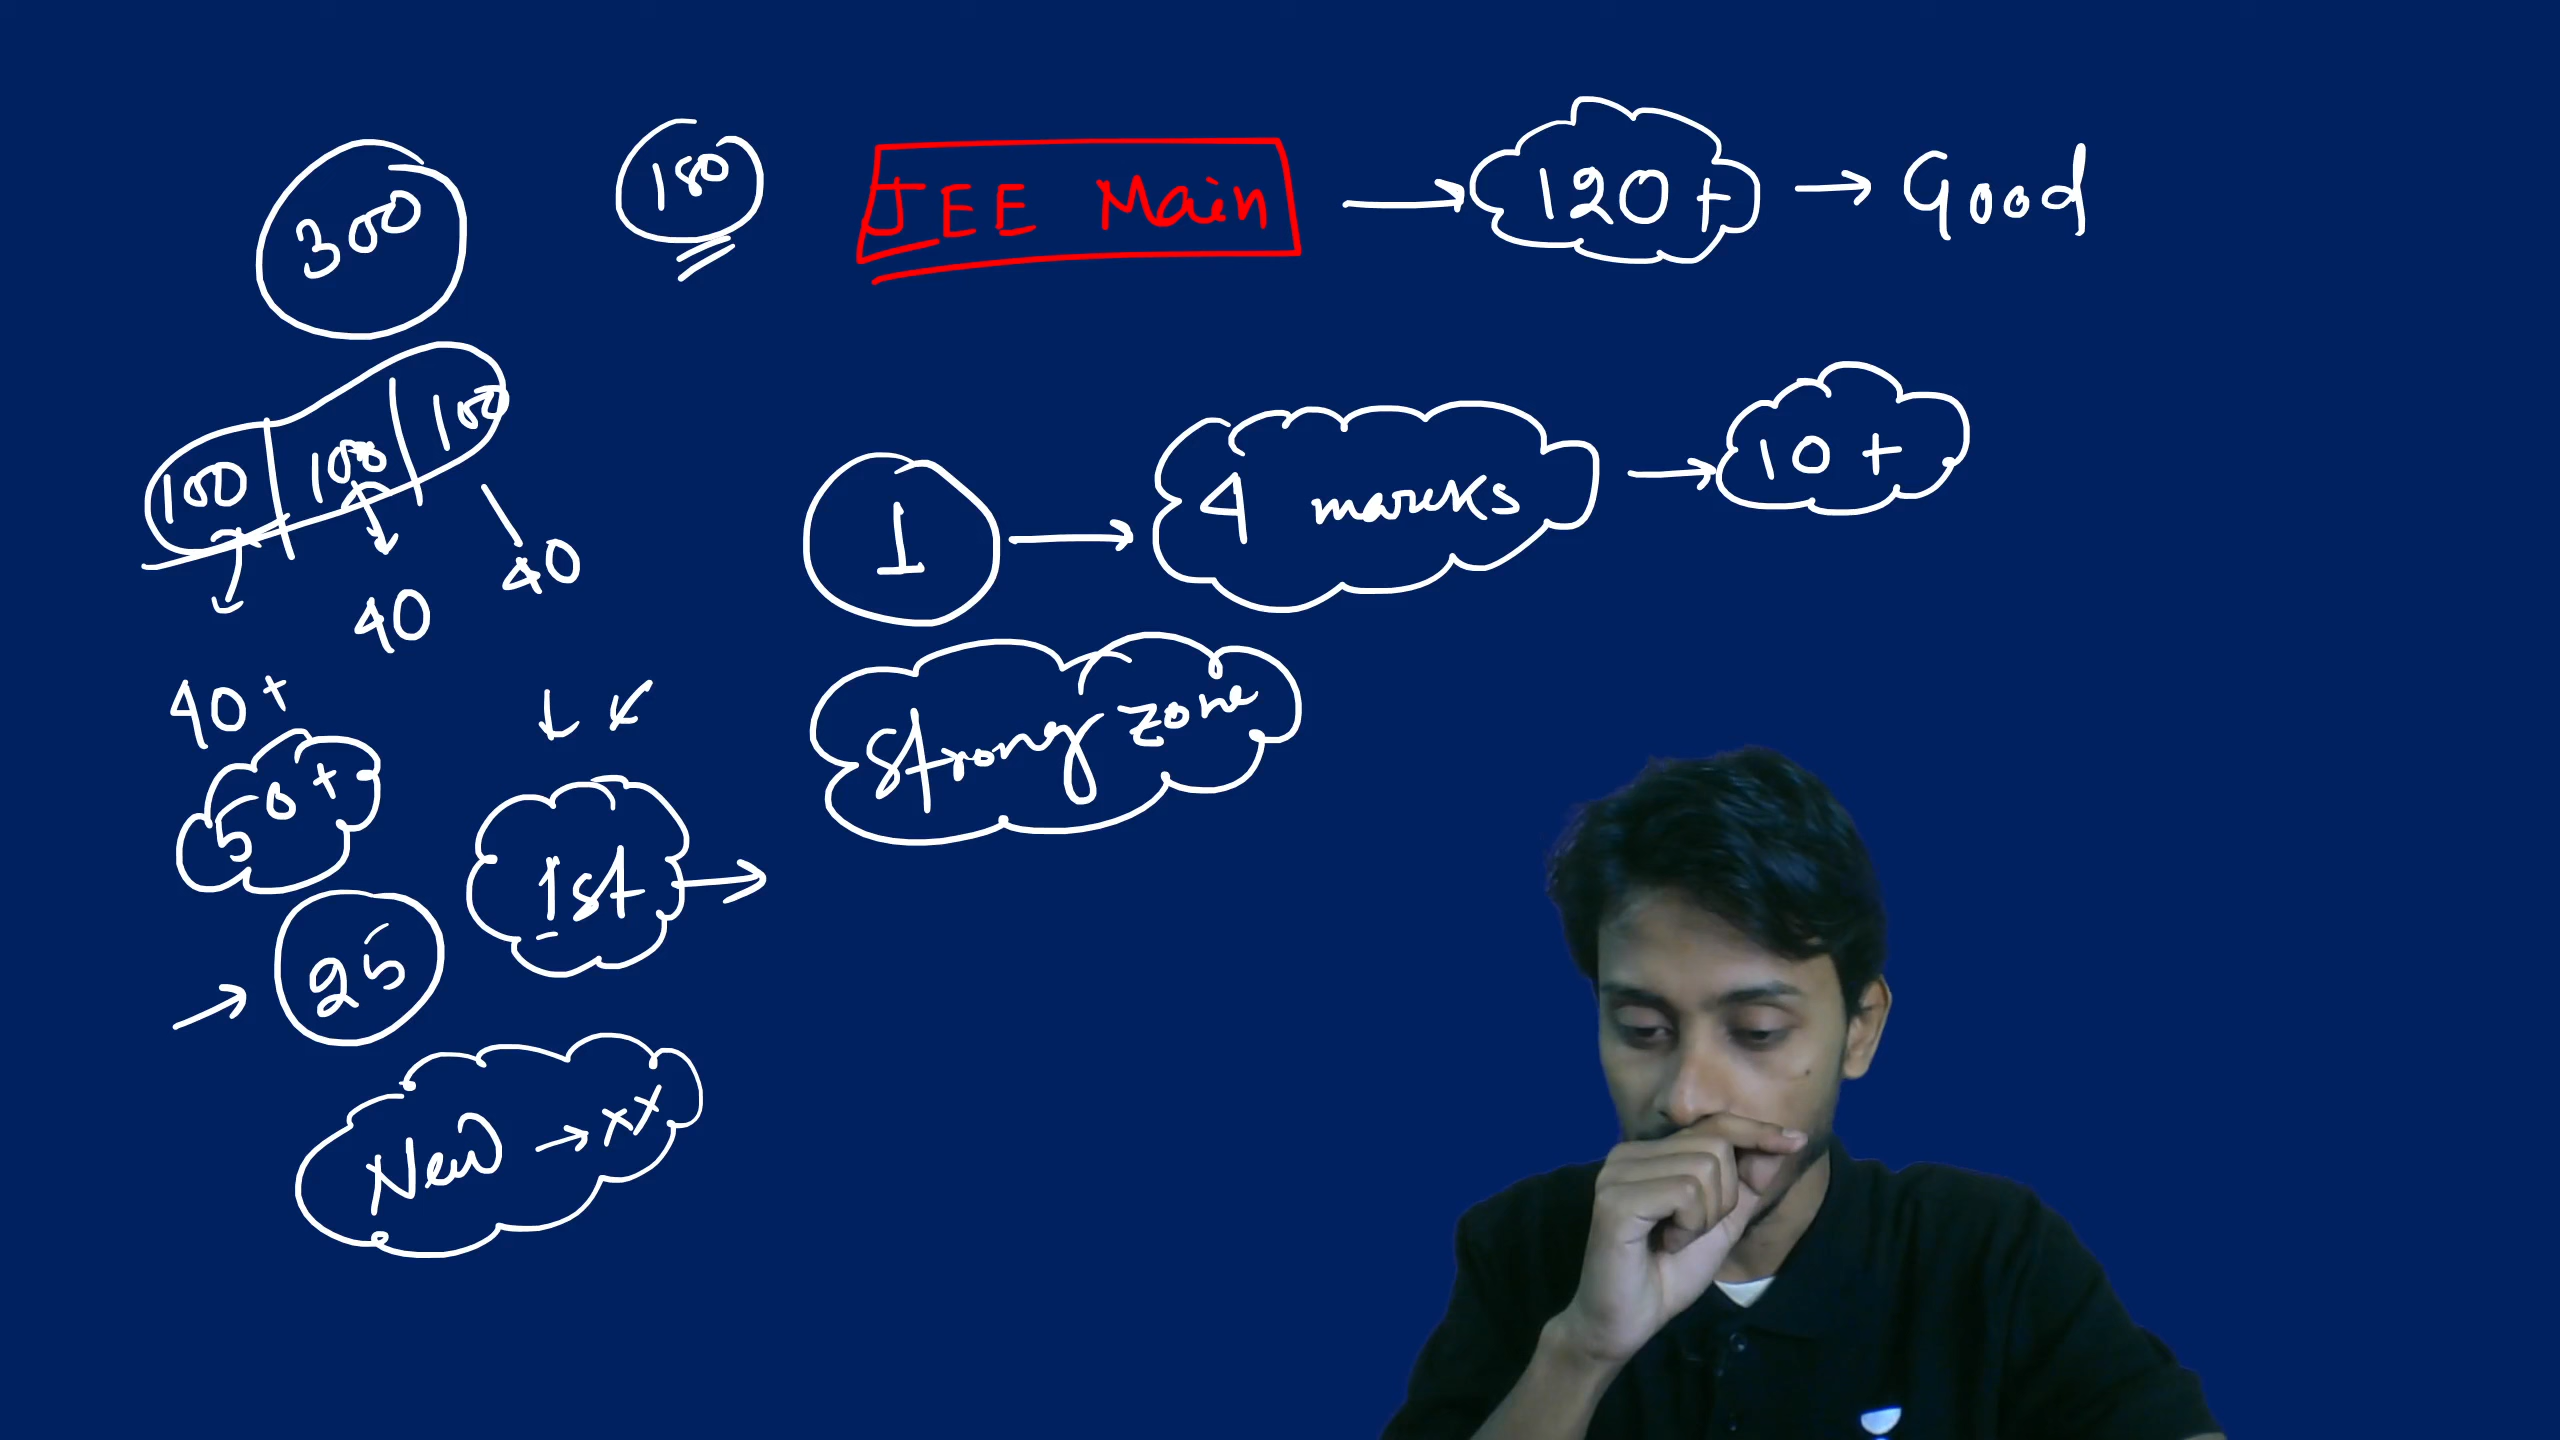 300
180
JEE Main → 120+ → Good
100 | 100 | 100
40
40
40+
50+
→ 25
1 → 4 marks → 10+
Strong zone
1st →
New → xx